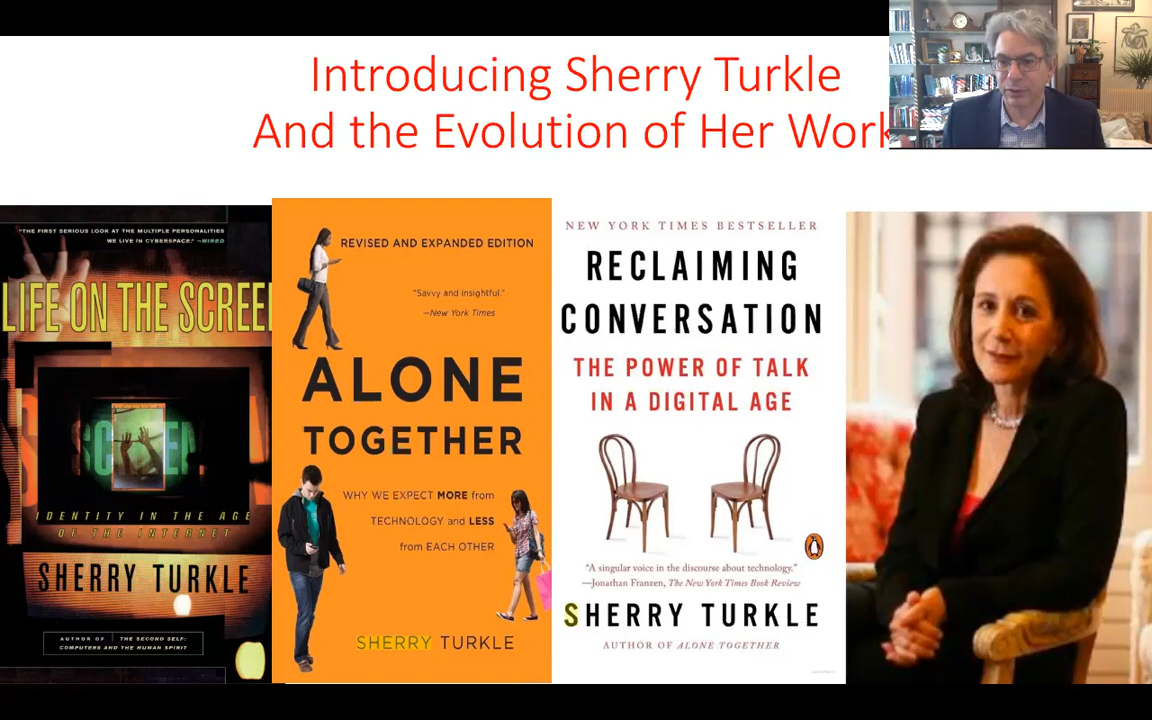 Introducing Sherry Turkle
And the Evolution of Her Work
"THE FIRST SERIOUS LOOK AT THE MULTIPLE PERSONALITIES
WE LIVE IN CYBERSPACE." —WIRED
LIFE ON THE SCREEN
SCREEN
IDENTITY IN THE AGE
OF THE INTERNET
SHERRY TURKLE
AUTHOR OF THE SECOND SELF:
COMPUTERS AND THE HUMAN SPIRIT
REVISED AND EXPANDED EDITION
"Savvy and insightful."
—New York Times
ALONE
TOGETHER
WHY WE EXPECT MORE from
TECHNOLOGY and LESS
from EACH OTHER
SHERRY TURKLE
NEW YORK TIMES BESTSELLER
RECLAIMING
CONVERSATION
THE POWER OF TALK
IN A DIGITAL AGE
"A singular voice in the discourse about technology."
—Jonathan Franzen, The New York Times Book Review
SHERRY TURKLE
AUTHOR OF ALONE TOGETHER